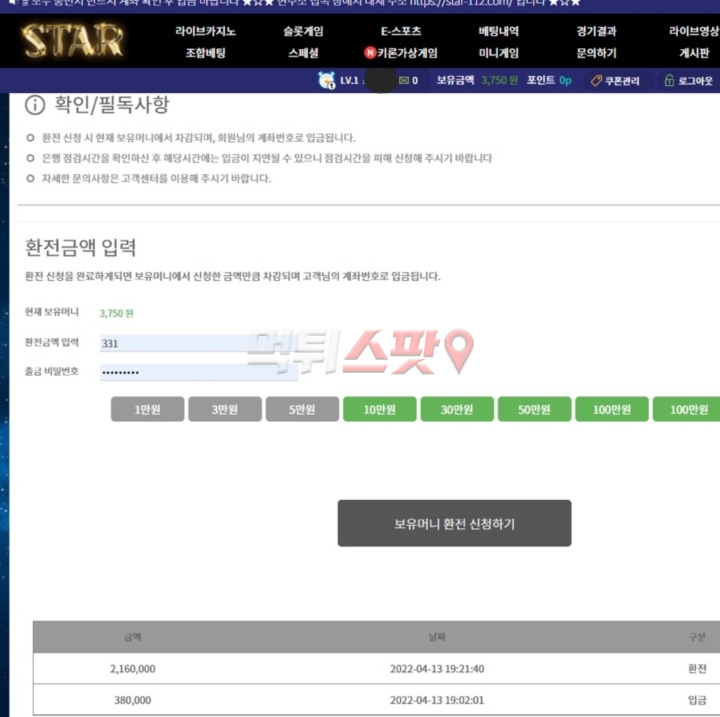 모두 충전시 반드시 계좌 확인 후 입금 바랍니다 ★☆★ 현주소 접속 장애시 대체 주소 https://star-112.com/ 입니다 ★☆★
STAR
라이브카지노 슬롯게임 E-스포츠 베팅내역 경기결과 라이브영상
조합베팅 스페셜 N키론가상게임 미니게임 문의하기 게시판
1 LV.1 0 보유금액 3,750 원 포인트 0p 쿠폰관리 로그아웃
확인/필독사항
환전 신청 시 현재 보유머니에서 차감되며, 회원님의 계좌번호로 입금됩니다.
은행 점검시간을 확인하신 후 해당시간에는 입금이 지연될 수 있으니 점검시간을 피해 신청해 주시기 바랍니다
자세한 문의사항은 고객센터를 이용해 주시기 바랍니다.
환전금액 입력
환전 신청을 완료하게되면 보유머니에서 신청한 금액만큼 차감되며 고객님의 계좌번호로 입금됩니다.
현재 보유머니 3,750 원
환전금액 입력 331
먹튀스팟
출금 비밀번호 •••••••••
1만원 3만원 5만원 10만원 30만원 50만원 100만원 100만원
보유머니 환전 신청하기
금액 날짜 구분
2,160,000 2022-04-13 19:21:40 환전
380,000 2022-04-13 19:02:01 입금